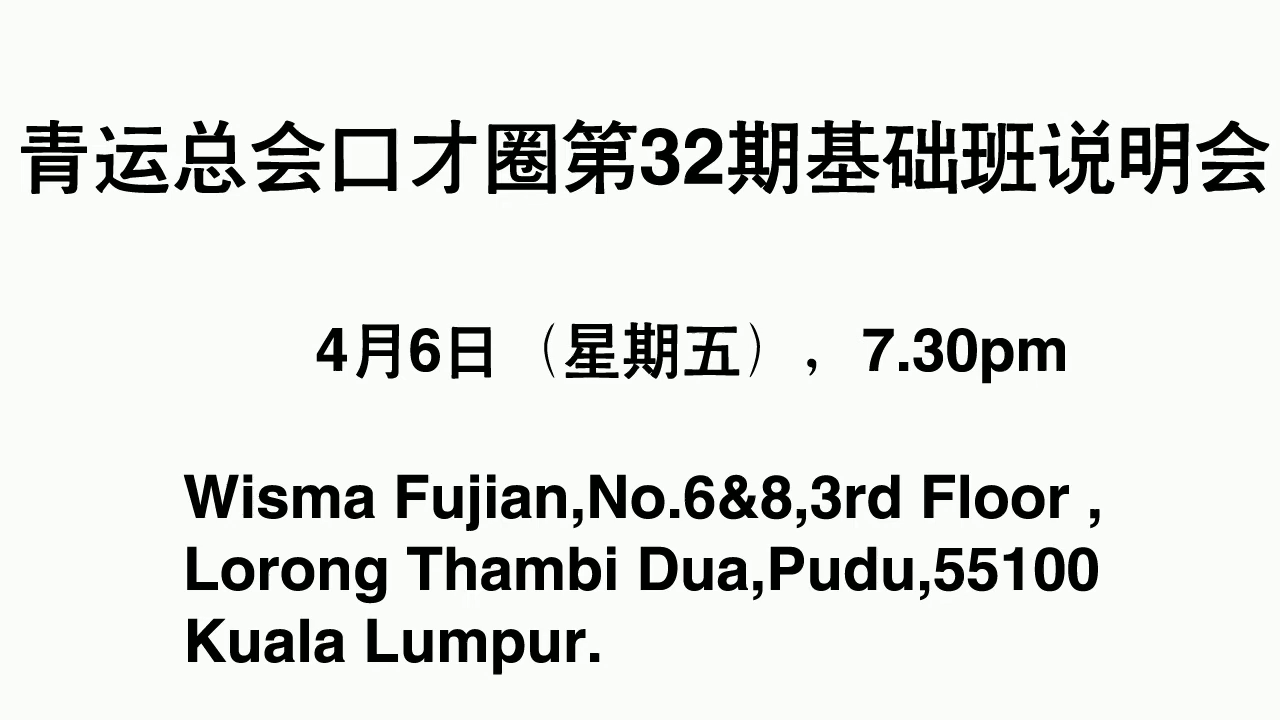 青运总会口才圈第32期基础班说明会
4月6日（星期五），7.30pm
Wisma Fujian,No.6&8,3rd Floor ,
Lorong Thambi Dua,Pudu,55100
Kuala Lumpur.